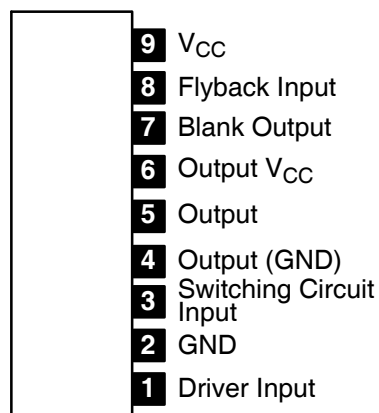 9 VCC
8 Flyback Input
7 Blank Output
6 Output VCC
5 Output
4 Output (GND)
3 Switching Circuit
Input
2 GND
1 Driver Input